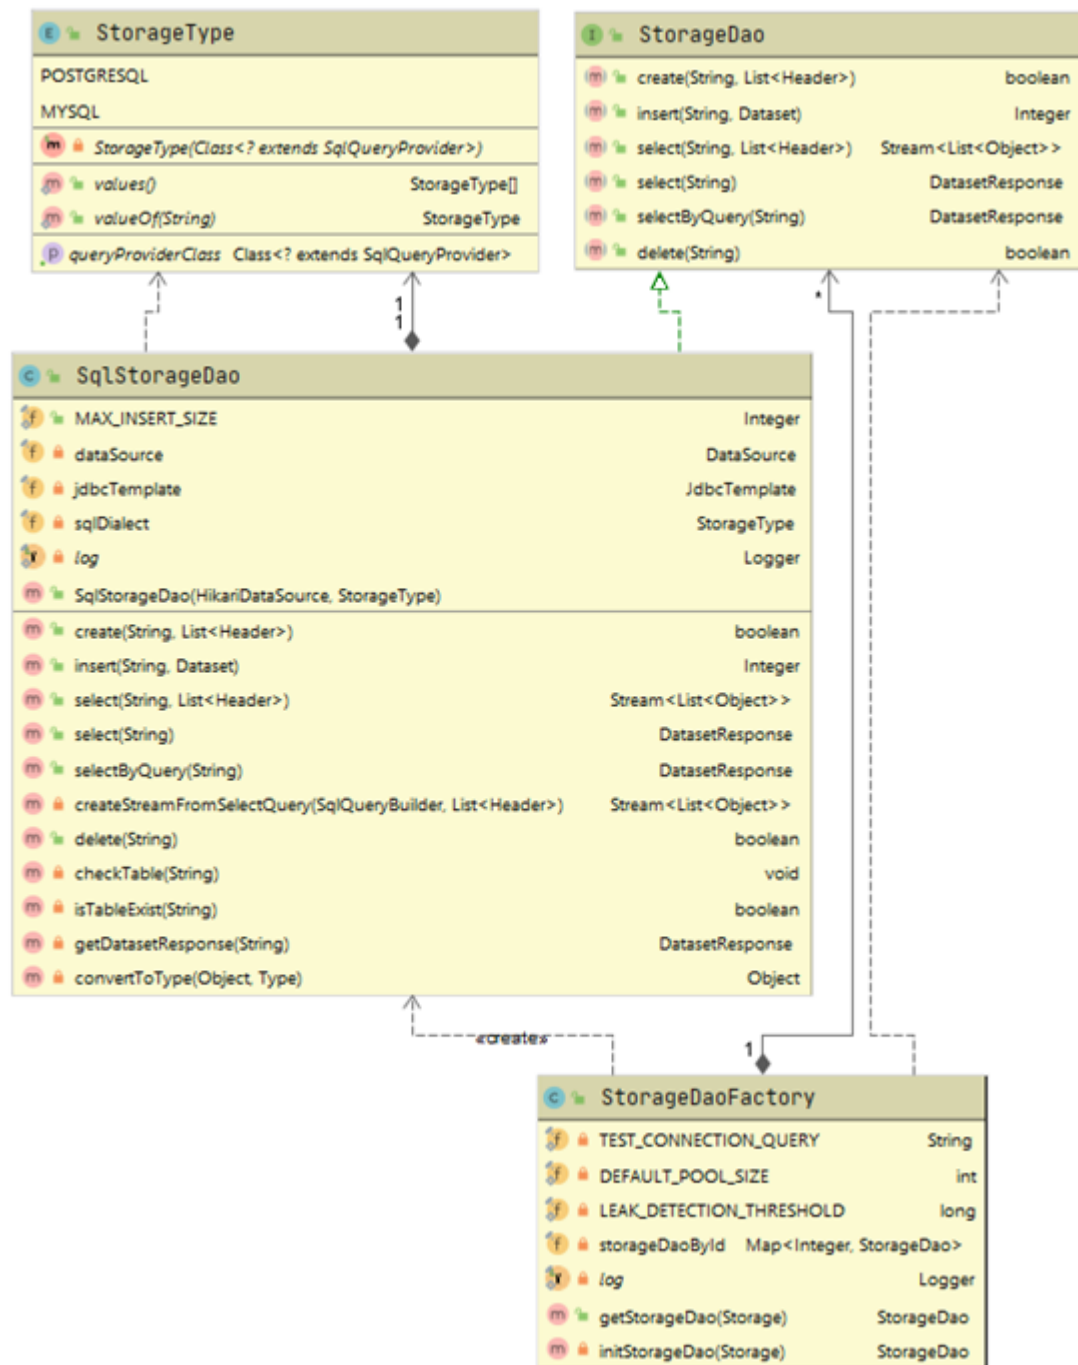 E StorageType
POSTGRESQL
MYSQL
m StorageType(Class<? extends SqlQueryProvider>)
m values() StorageType[]
m valueOf(String) StorageType
p queryProviderClass Class<? extends SqlQueryProvider>
I StorageDao
m create(String, List<Header>) boolean
m insert(String, Dataset) Integer
m select(String, List<Header>) Stream<List<Object>>
m select(String) DatasetResponse
m selectByQuery(String) DatasetResponse
m delete(String) boolean
1
1
*
C SqlStorageDao
f MAX_INSERT_SIZE Integer
f dataSource DataSource
f jdbcTemplate JdbcTemplate
f sqlDialect StorageType
log Logger
m SqlStorageDao(HikariDataSource, StorageType)
m create(String, List<Header>) boolean
m insert(String, Dataset) Integer
m select(String, List<Header>) Stream<List<Object>>
m select(String) DatasetResponse
m selectByQuery(String) DatasetResponse
m createStreamFromSelectQuery(SqlQueryBuilder, List<Header>) Stream<List<Object>>
m delete(String) boolean
m checkTable(String) void
m isTableExist(String) boolean
m getDatasetResponse(String) DatasetResponse
m convertToType(Object, Type) Object
«create»
1
C StorageDaoFactory
f TEST_CONNECTION_QUERY String
f DEFAULT_POOL_SIZE int
f LEAK_DETECTION_THRESHOLD long
f storageDaoById Map<Integer, StorageDao>
log Logger
m getStorageDao(Storage) StorageDao
m initStorageDao(Storage) StorageDao